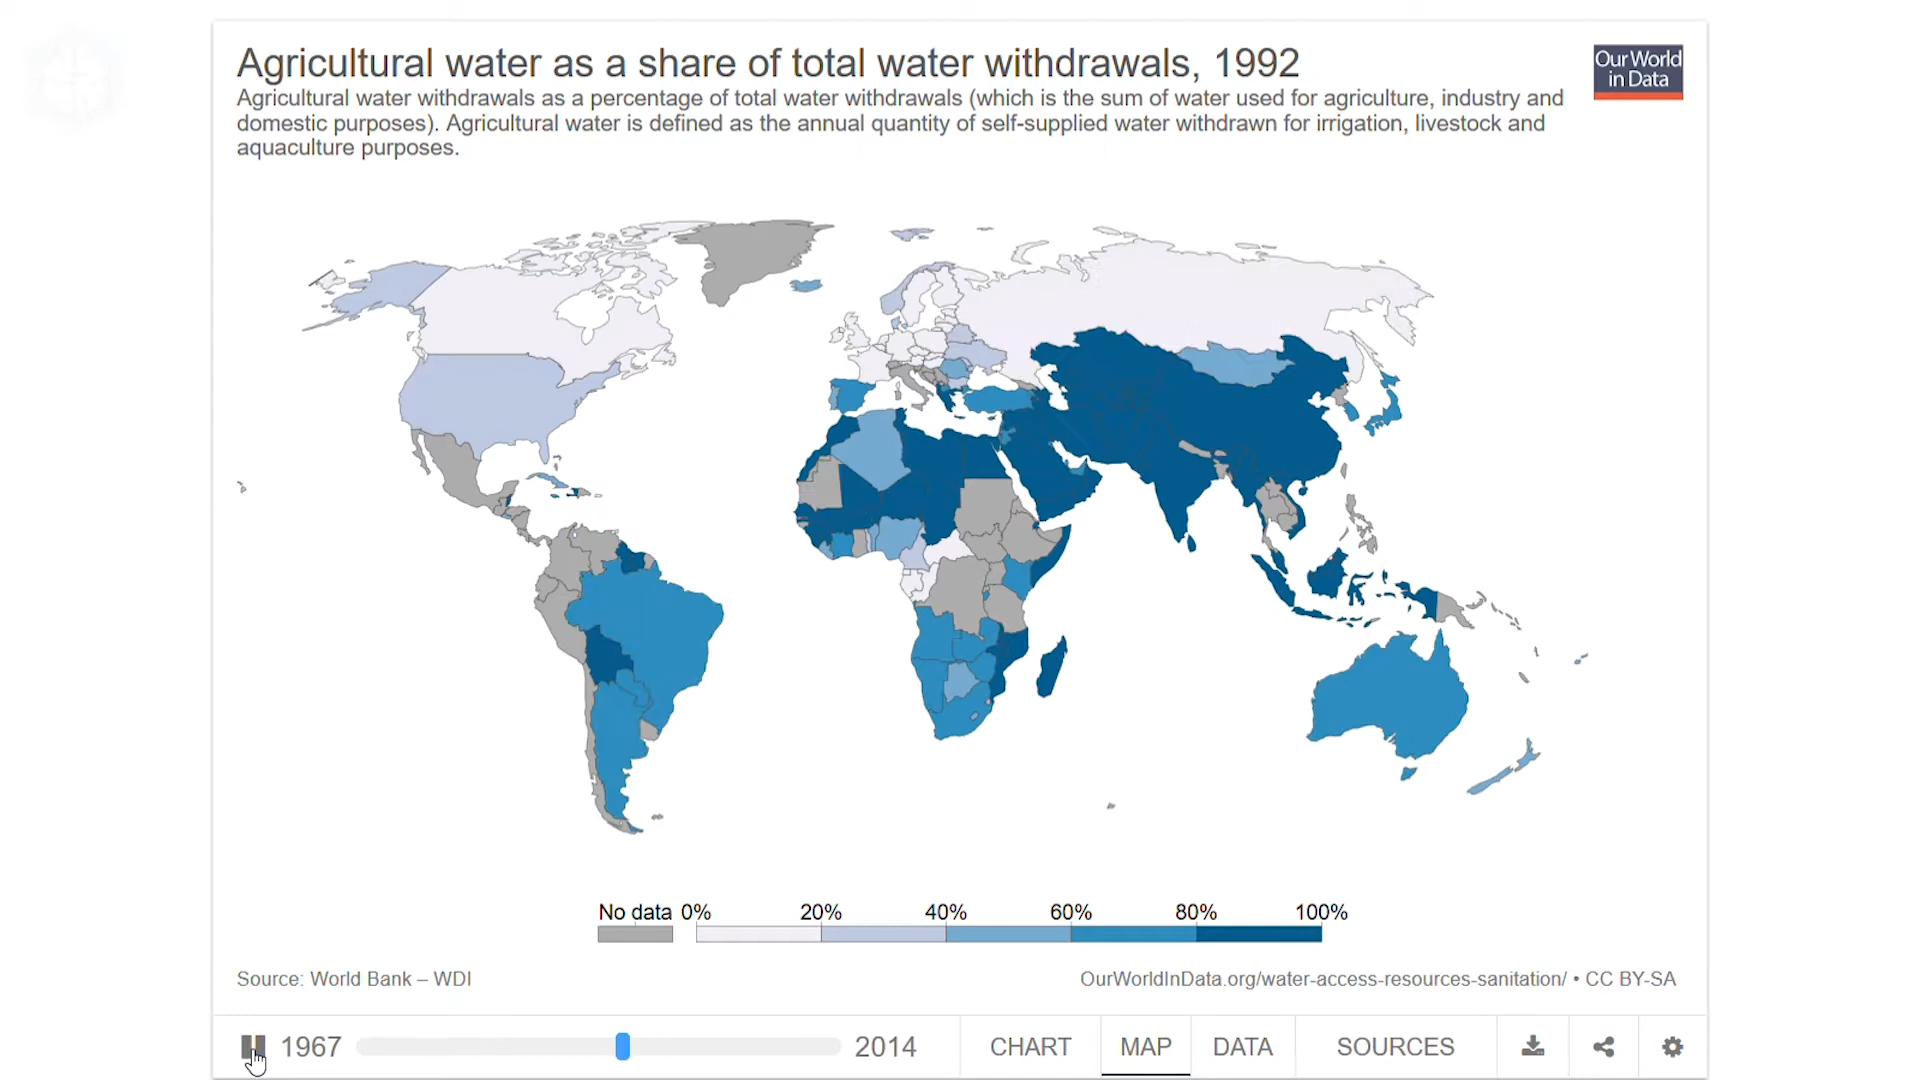 Agricultural water as a share of total water withdrawals, 1992
Our World
in Data
Agricultural water withdrawals as a percentage of total water withdrawals (which is the sum of water used for agriculture, industry and
domestic purposes). Agricultural water is defined as the annual quantity of self-supplied water withdrawn for irrigation, livestock and
aquaculture purposes.
No data 0% 20% 40% 60% 80% 100%
Source: World Bank – WDI
OurWorldInData.org/water-access-resources-sanitation/ • CC BY-SA
1967 2014 CHART MAP DATA SOURCES